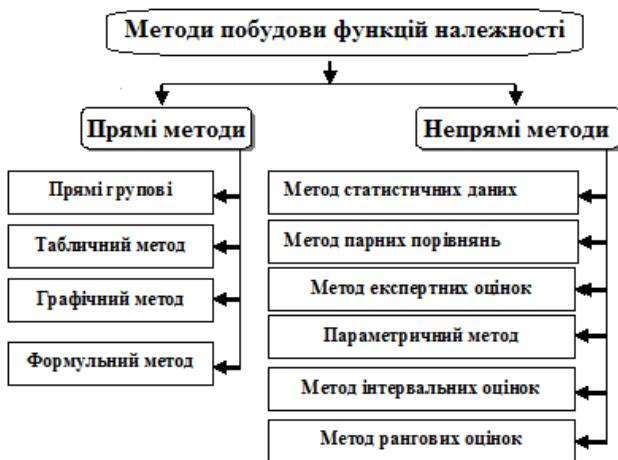 Методи побудови функцій належності
Прямі методи
Непрямі методи
Прямі групові
Табличний метод
Графічний метод
Формульний метод
Метод статистичних даних
Метод парних порівнянь
Метод експертних оцінок
Параметричний метод
Метод інтервальних оцінок
Метод рангових оцінок